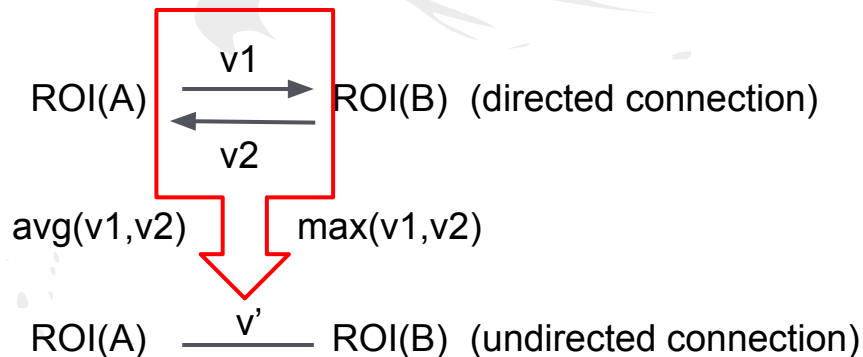 v1
ROI(A) ROI(B) (directed connection)
v2
avg(v1,v2) max(v1,v2)
v’
ROI(A) ROI(B) (undirected connection)